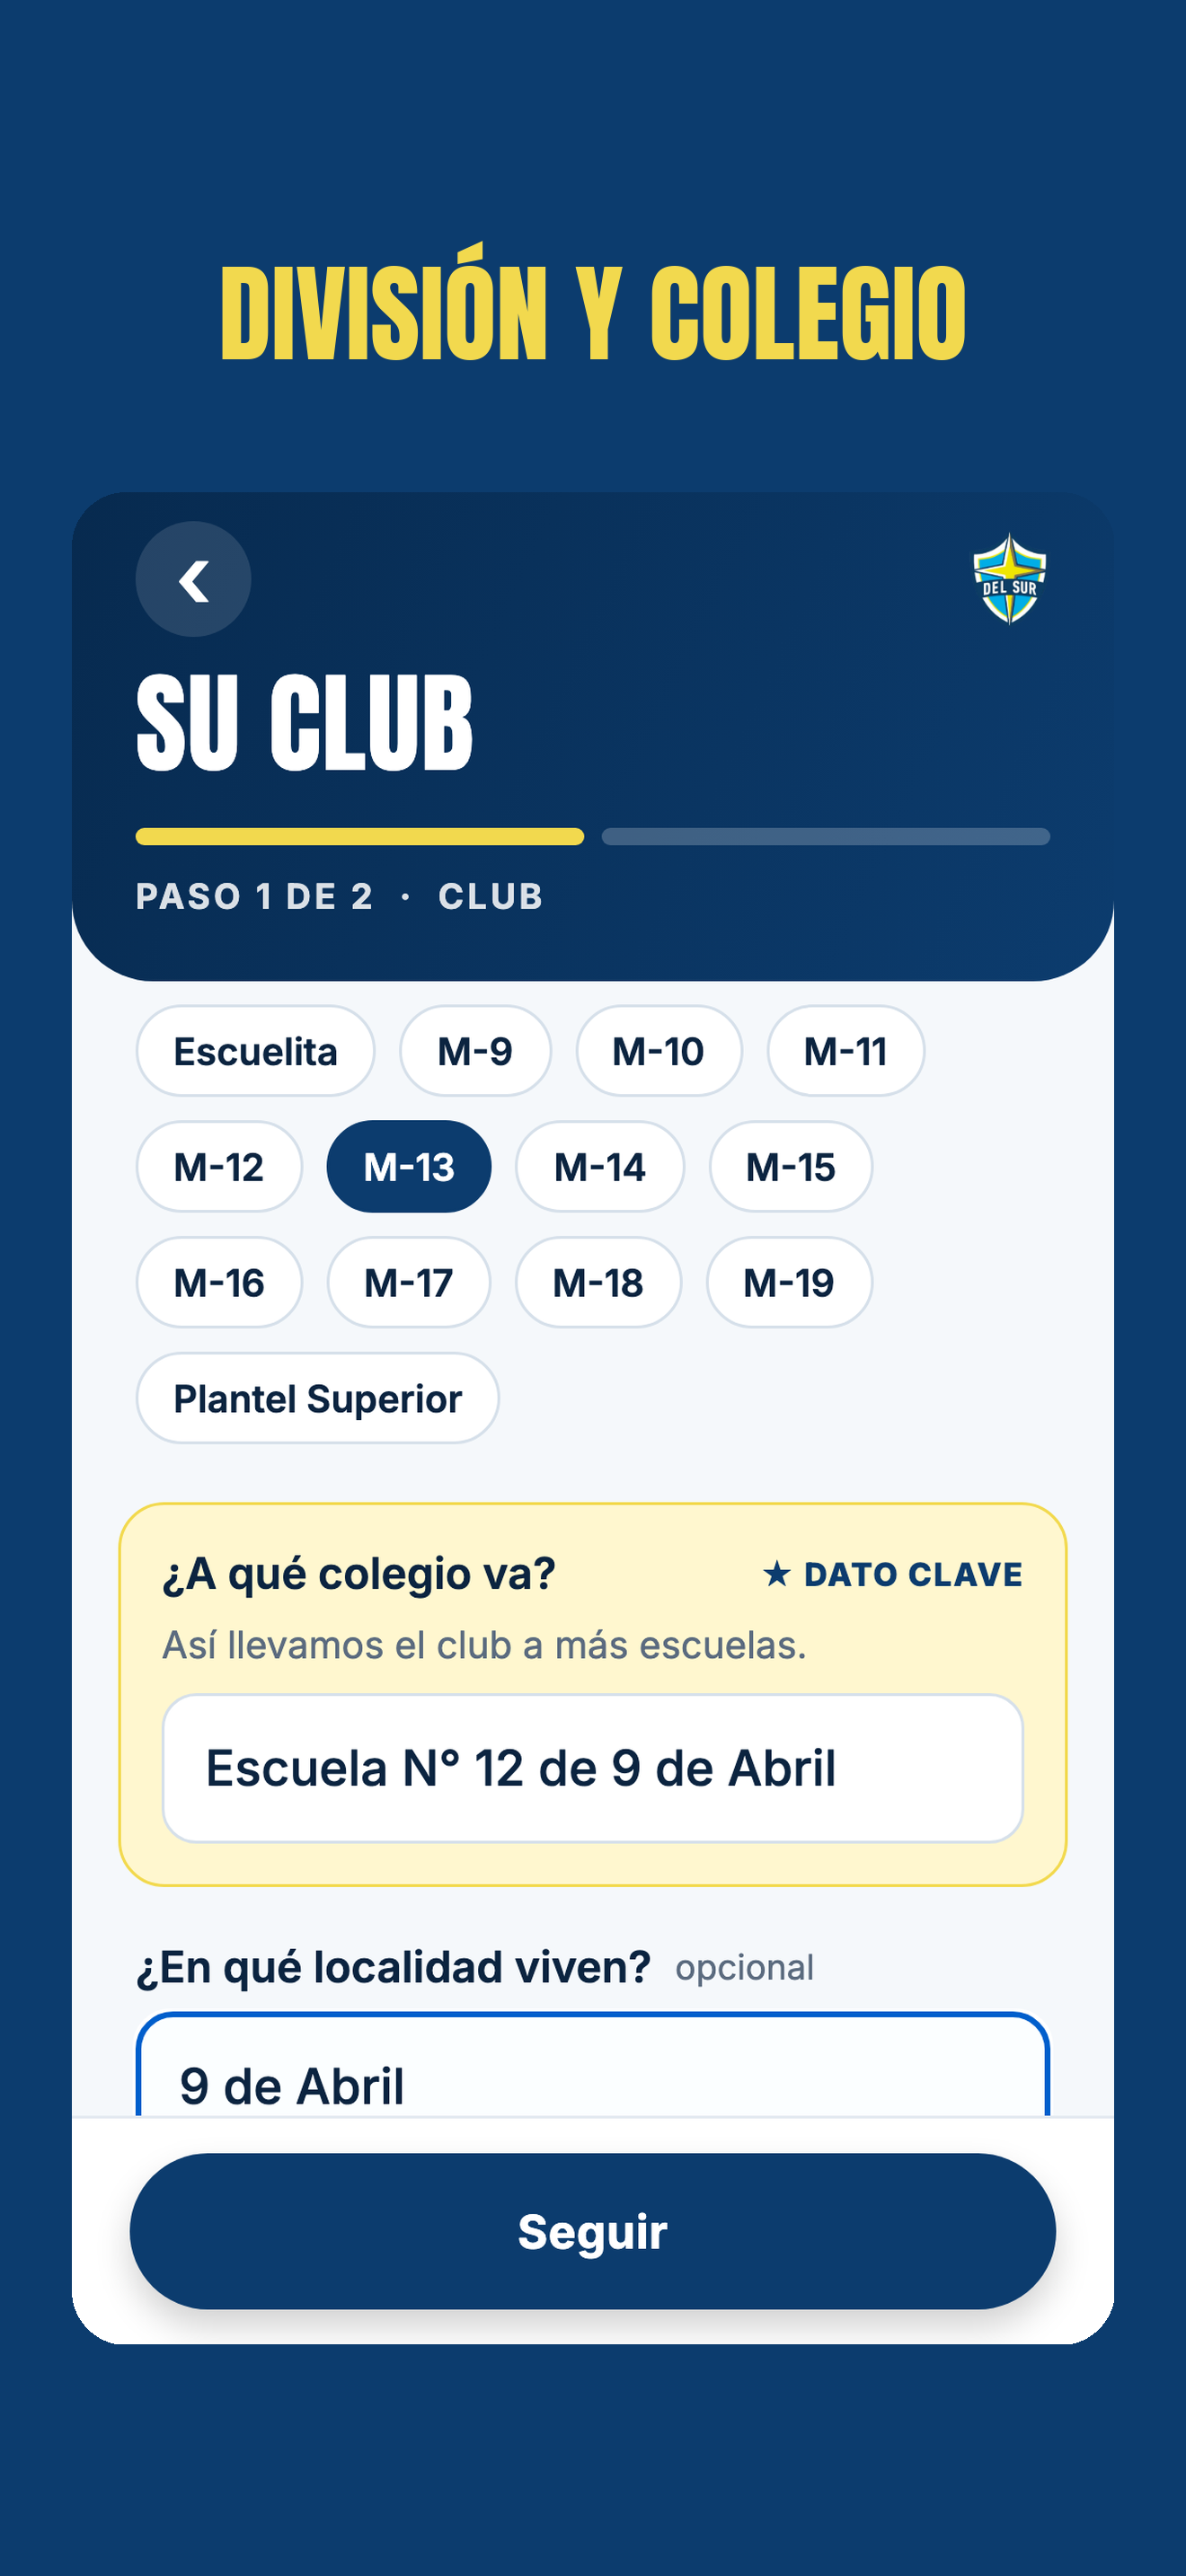 DIVISIÓN Y COLEGIO
DEL SUR
SU CLUB
PASO 1 DE 2 · CLUB
Escuelita M-9 M-10 M-11
M-12 M-13 M-14 M-15
M-16 M-17 M-18 M-19
Plantel Superior
¿A qué colegio va? ★ DATO CLAVE
Así llevamos el club a más escuelas.
Escuela N° 12 de 9 de Abril
¿En qué localidad viven? opcional
9 de Abril
Seguir